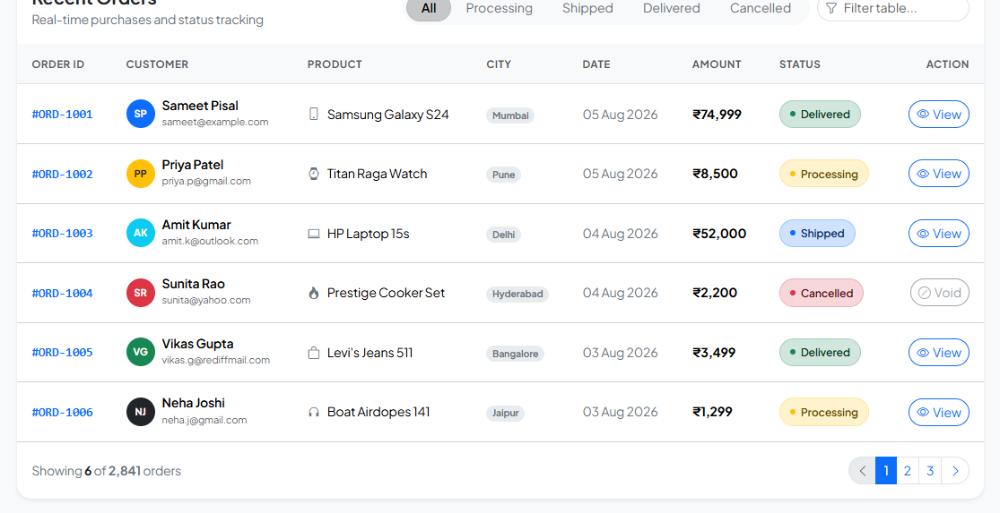 Recent Orders
Real-time purchases and status tracking
All Processing Shipped Delivered Cancelled Filter table...
ORDER ID CUSTOMER PRODUCT CITY DATE AMOUNT STATUS ACTION
#ORD-1001 SP Sameet Pisal Samsung Galaxy S24 Mumbai 05 Aug 2026 ₹74,999 Delivered View
sameet@example.com
#ORD-1002 PP Priya Patel Titan Raga Watch Pune 05 Aug 2026 ₹8,500 Processing View
priya.p@gmail.com
#ORD-1003 AK Amit Kumar HP Laptop 15s Delhi 04 Aug 2026 ₹52,000 Shipped View
amit.k@outlook.com
#ORD-1004 SR Sunita Rao Prestige Cooker Set Hyderabad 04 Aug 2026 ₹2,200 Cancelled Void
sunita@yahoo.com
#ORD-1005 VG Vikas Gupta Levi's Jeans 511 Bangalore 03 Aug 2026 ₹3,499 Delivered View
vikas.g@rediffmail.com
#ORD-1006 NJ Neha Joshi Boat Airdopes 141 Jaipur 03 Aug 2026 ₹1,299 Processing View
neha.j@gmail.com
Showing 6 of 2,841 orders
1 2 3